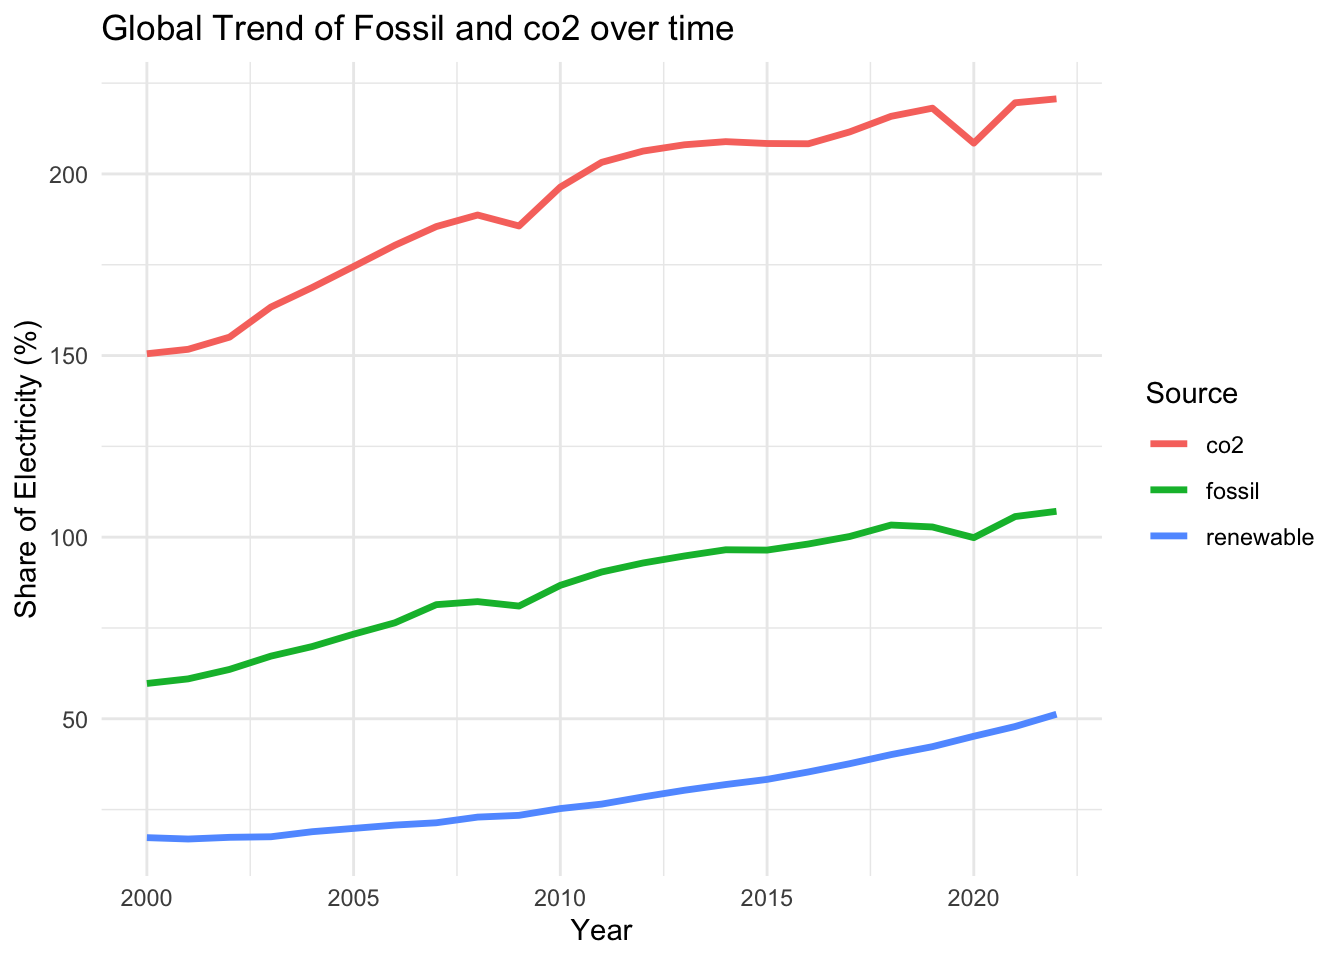 Global Trend of Fossil and co2 over time
Share of Electricity (%)
200
150
100
50
2000 2005 2010 2015 2020
Year
Source
co2
fossil
renewable